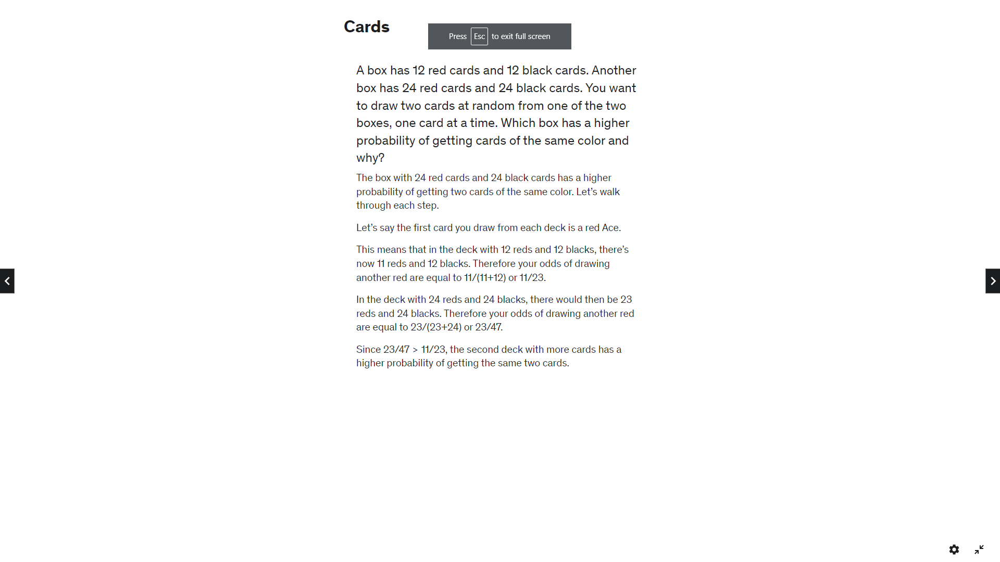 Cards
Press Esc to exit full screen
A box has 12 red cards and 12 black cards. Another
box has 24 red cards and 24 black cards. You want
to draw two cards at random from one of the two
boxes, one card at a time. Which box has a higher
probability of getting cards of the same color and
why?
The box with 24 red cards and 24 black cards has a higher
probability of getting two cards of the same color. Let’s walk
through each step.
Let’s say the first card you draw from each deck is a red Ace.
This means that in the deck with 12 reds and 12 blacks, there’s
now 11 reds and 12 blacks. Therefore your odds of drawing
another red are equal to 11/(11+12) or 11/23.
In the deck with 24 reds and 24 blacks, there would then be 23
reds and 24 blacks. Therefore your odds of drawing another red
are equal to 23/(23+24) or 23/47.
Since 23/47 > 11/23, the second deck with more cards has a
higher probability of getting the same two cards.